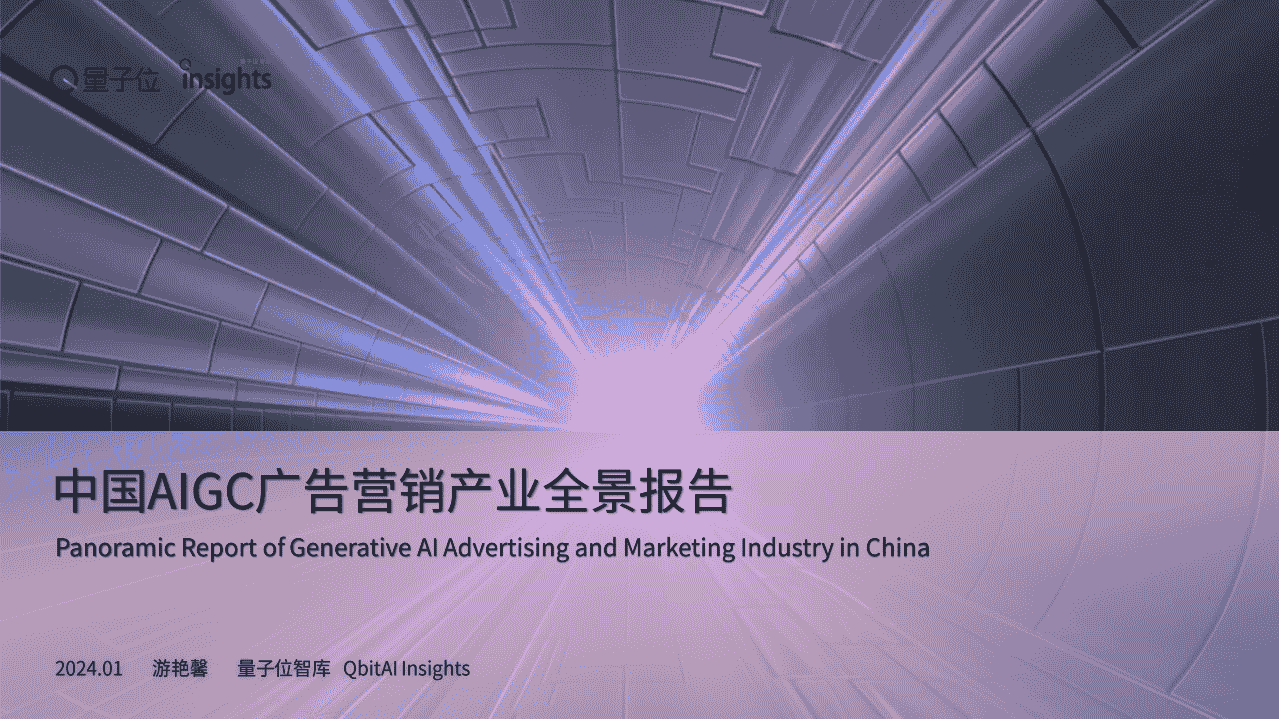 量子位 insights
中国AIGC广告营销产业全景报告
Panoramic Report of Generative AI Advertising and Marketing Industry in China
2024.01 游艳馨 量子位智库 QbitAI Insights